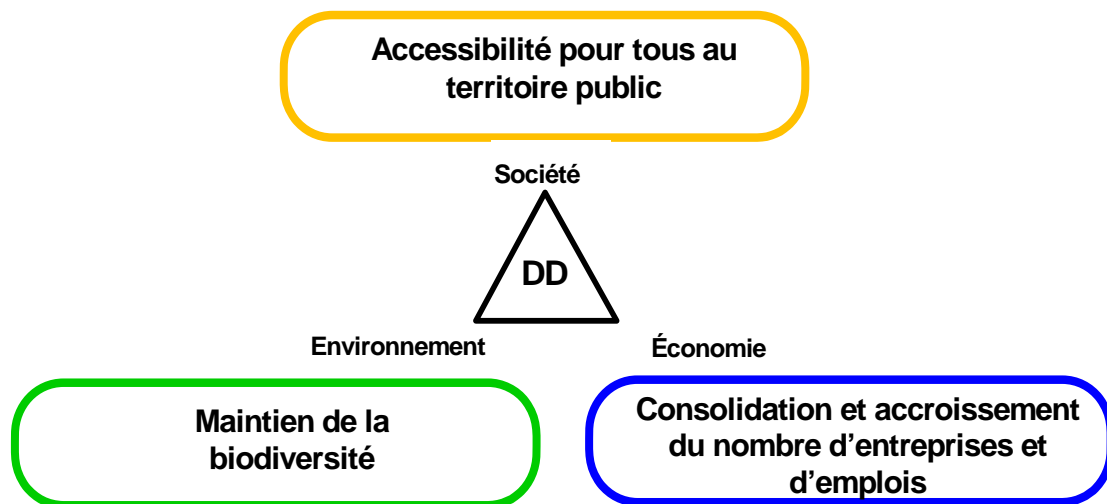 Accessibilité pour tous au
territoire public
Société
DD
Environnement
Économie
Maintien de la
biodiversité
Consolidation et accroissement
du nombre d’entreprises et
d’emplois